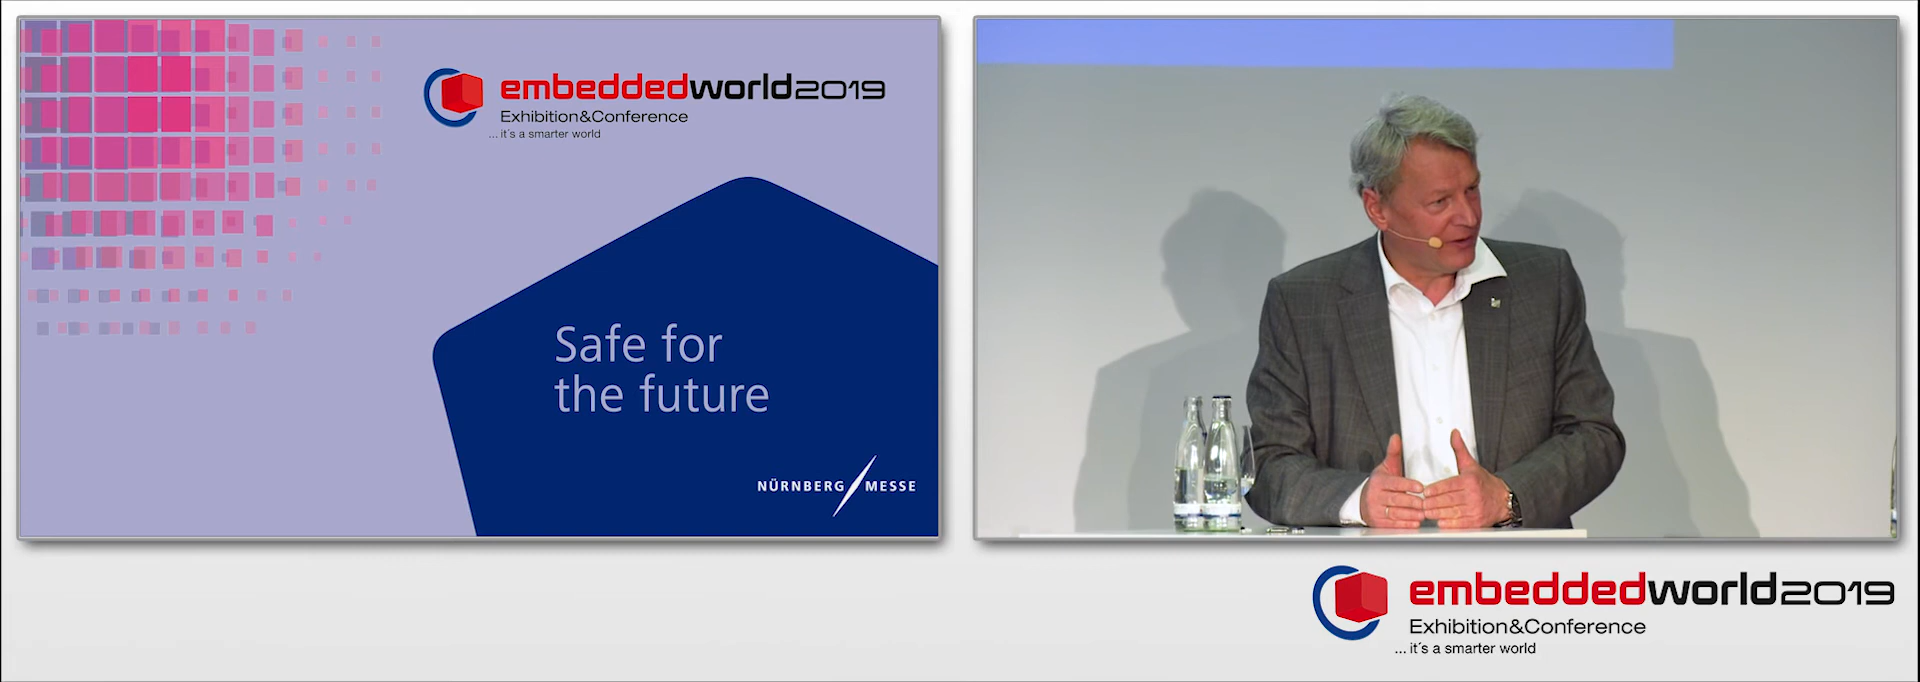 embeddedworld2019
Exhibition&Conference
... it´s a smarter world
Safe for
the future
NÜRNBERG MESSE
embeddedworld2019
Exhibition&Conference
... it´s a smarter world